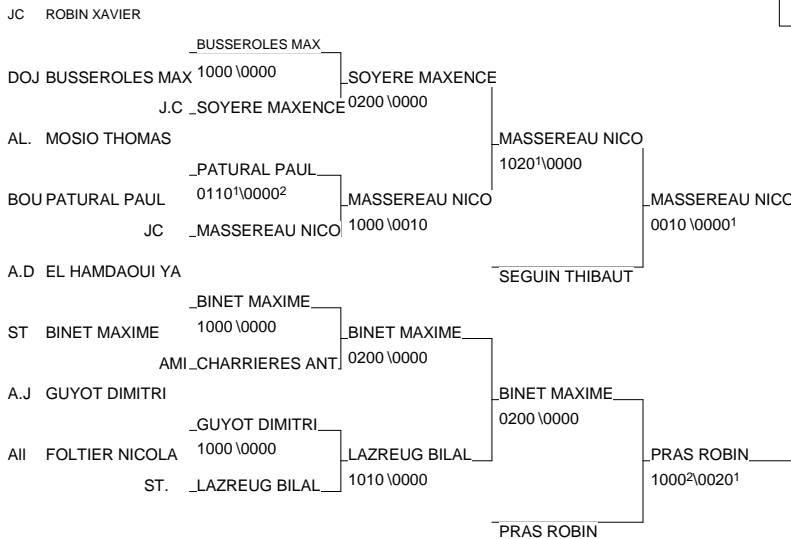 JC ROBIN XAVIER
BUSSEROLES MAX
DOJ BUSSEROLES MAX 1000 \0000 SOYERE MAXENCE
J.C SOYERE MAXENCE 0200 \0000
AL. MOSIO THOMAS MASSEREAU NICO
PATURAL PAUL 1020¹\0000
BOU PATURAL PAUL 0110¹\0000² MASSEREAU NICO MASSEREAU NICO
JC MASSEREAU NICO 1000 \0010 0010 \0000¹
A.D EL HAMDAOUI YA SEGUIN THIBAUT
BINET MAXIME
ST BINET MAXIME 1000 \0000 BINET MAXIME
AMI CHARRIERES ANT. 0200 \0000
A.J GUYOT DIMITRI BINET MAXIME
GUYOT DIMITRI 0200 \0000
All FOLTIER NICOLA 1000 \0000 LAZREUG BILAL PRAS ROBIN
ST. LAZREUG BILAL 1010 \0000 1000²\0020¹
PRAS ROBIN